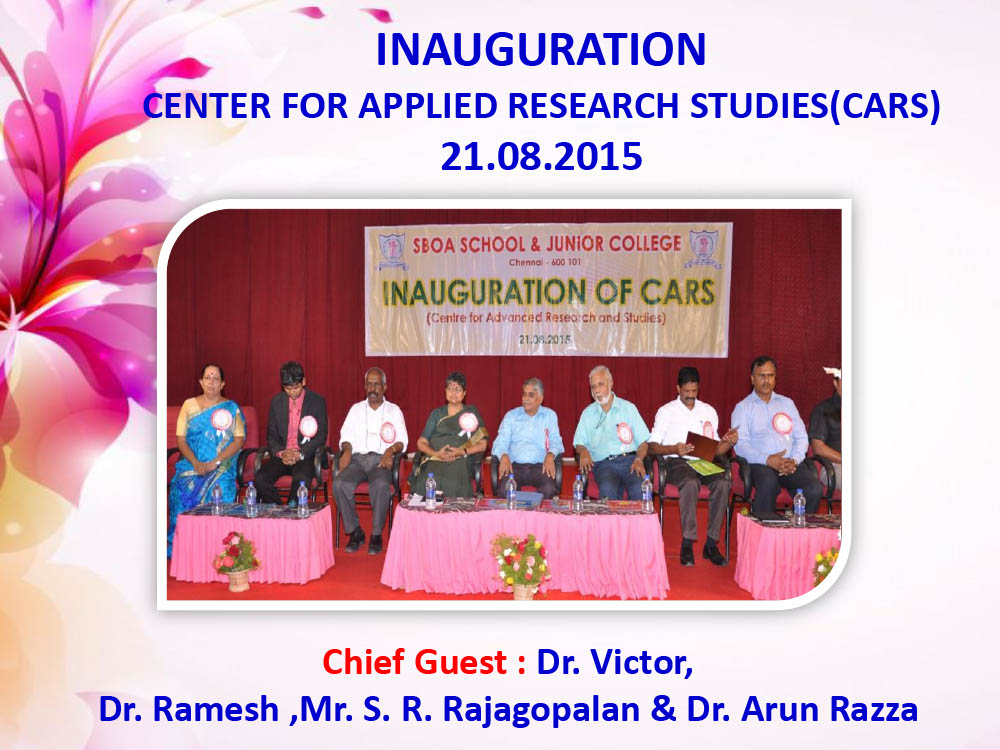 INAUGURATION
CENTER FOR APPLIED RESEARCH STUDIES(CARS)
21.08.2015
SBOA SCHOOL & JUNiOR COLLEGE
Chennai - 600 101
INAUGURATION OF CARS
(Centre for Advanced Research and Studies)
21.08.2015
Chief Guest : Dr. Victor,
Dr. Ramesh ,Mr. S. R. Rajagopalan & Dr. Arun Razza